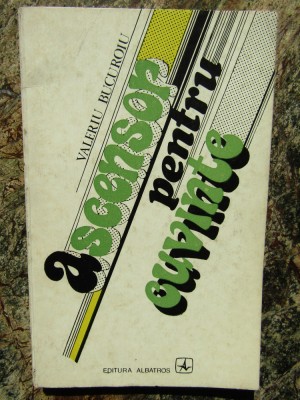 VALERIU BUCUROIU
ascensor
pentru
cuvinte
EDITURA ALBATROS